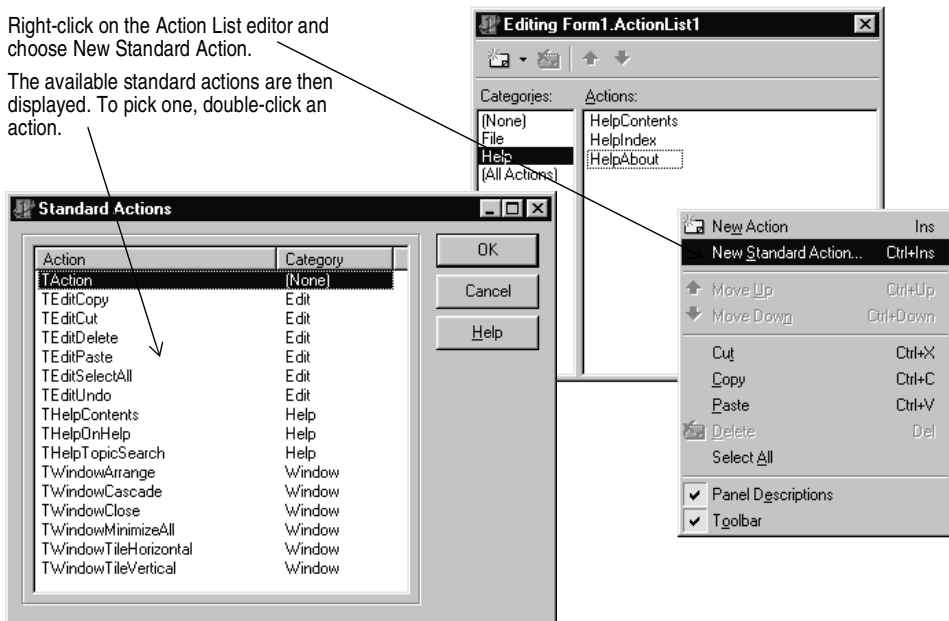 Right-click on the Action List editor and
choose New Standard Action.
The available standard actions are then
displayed. To pick one, double-click an
action.
Editing Form1.ActionList1
Categories:
(None)
File
Help
(All Actions)
Actions:
HelpContents
HelpIndex
HelpAbout
New Action Ins
New Standard Action... Ctrl+Ins
Move Up Ctrl+Up
Move Down Ctrl+Down
Cut Ctrl+X
Copy Ctrl+C
Paste Ctrl+V
Delete Del
Select All
Panel Descriptions
Toolbar
Standard Actions
Action Category
TAction (None)
TEditCopy Edit
TEditCut Edit
TEditDelete Edit
TEditPaste Edit
TEditSelectAll Edit
TEditUndo Edit
THelpContents Help
THelpOnHelp Help
THelpTopicSearch Help
TWindowArrange Window
TWindowCascade Window
TWindowClose Window
TWindowMinimizeAll Window
TWindowTileHorizontal Window
TWindowTileVertical Window
OK
Cancel
Help